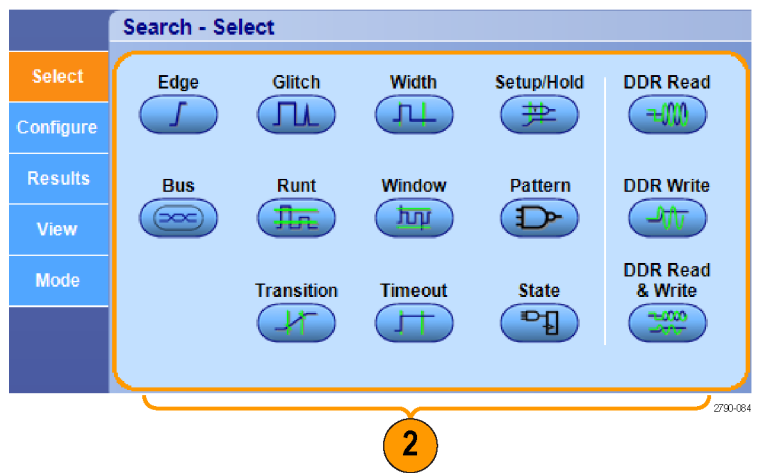 Search - Select
Select
Configure
Results
View
Mode
Edge Glitch Width Setup/Hold DDR Read
Bus Runt Window Pattern DDR Write
Transition Timeout State DDR Read
& Write
2790-084
2